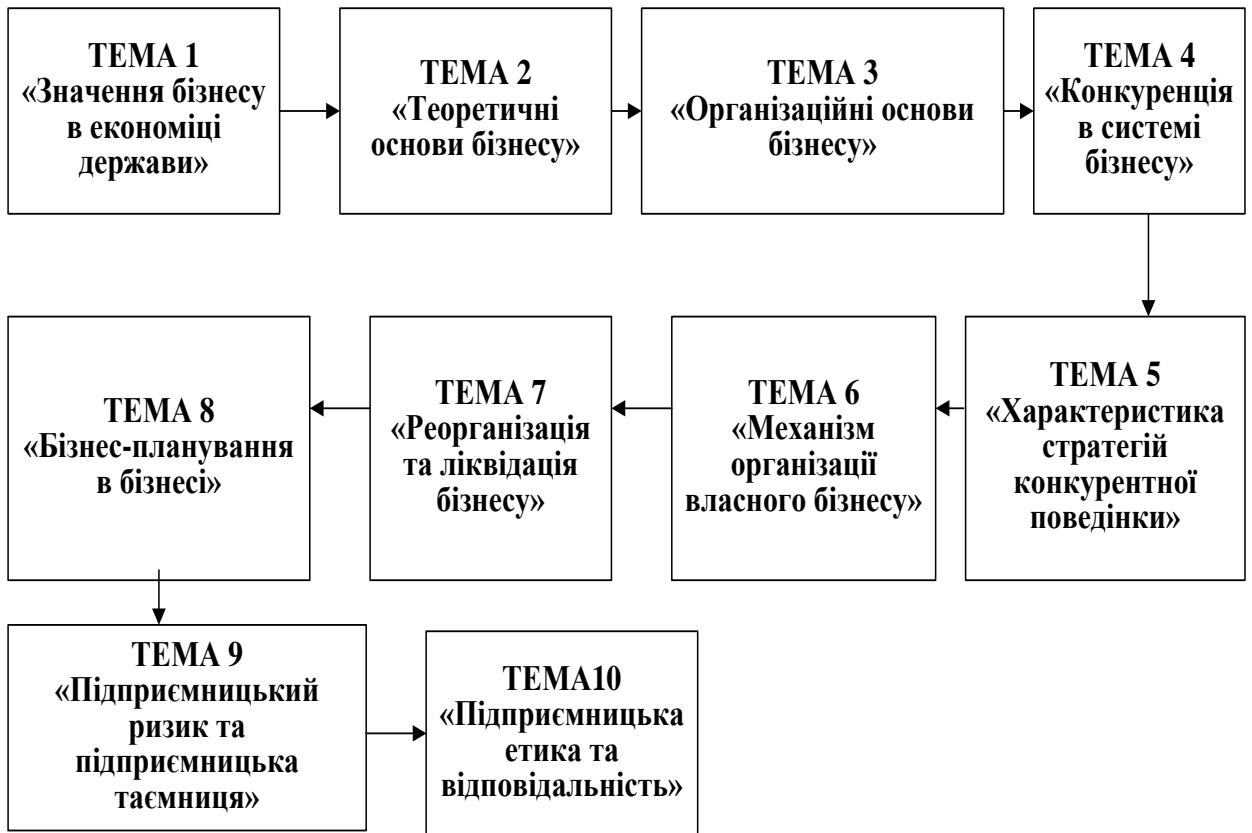 ТЕМА 1
«Значення бізнесу
в економіці
держави»
ТЕМА 2
«Теоретичні
основи бізнесу»
ТЕМА 3
«Організаційні основи
бізнесу»
ТЕМА 4
«Конкуренція
в системі
бізнесу»
ТЕМА 5
«Характеристика
стратегій
конкурентної
поведінки»
ТЕМА 6
«Механізм
організації
власного бізнесу»
ТЕМА 7
«Реорганізація
та ліквідація
бізнесу»
ТЕМА 8
«Бізнес-планування
в бізнесі»
ТЕМА 9
«Підприємницький
ризик та
підприємницька
таємниця»
ТЕМА10
«Підприємницька
етика та
відповідальність»